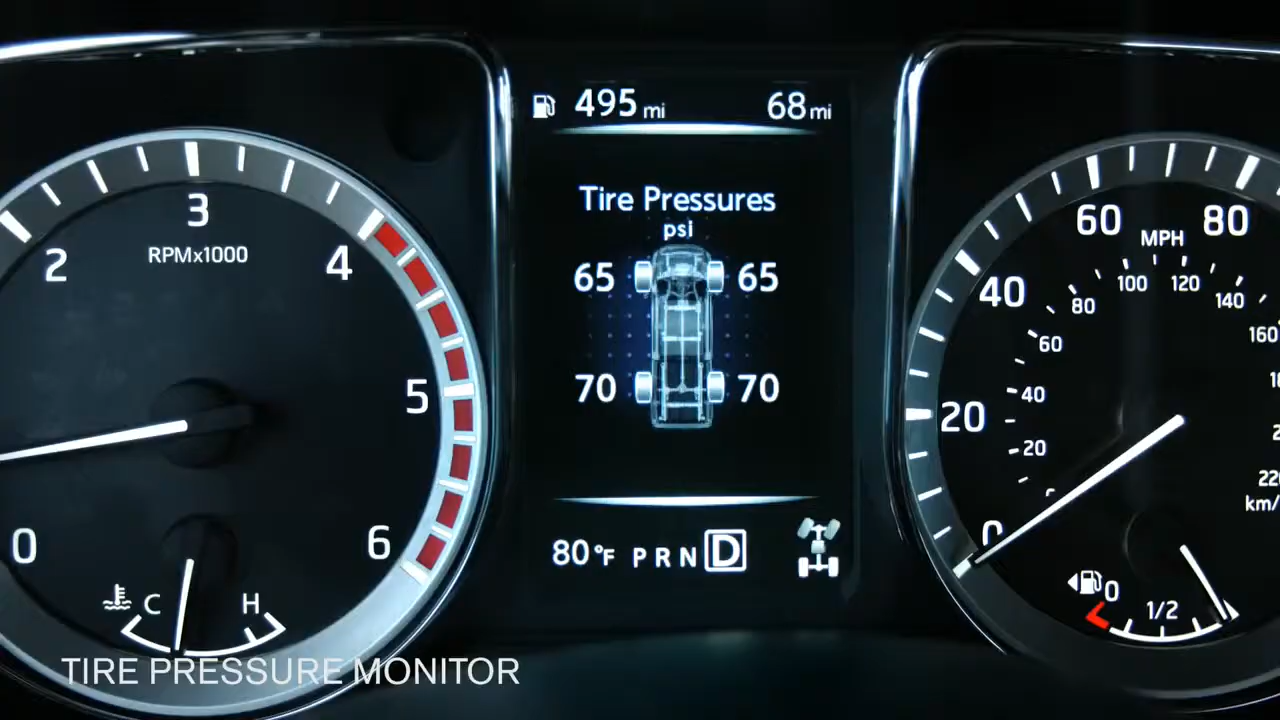 495 mi 68 mi
Tire Pressures
psi
65 65
70 70
80°F P R N D
0 2 3 4 5 6
RPMx1000
C H
0 20 40 60 80
MPH
20 40 60 80 100 120 140 160
220
km/
0 1/2
TIRE PRESSURE MONITOR